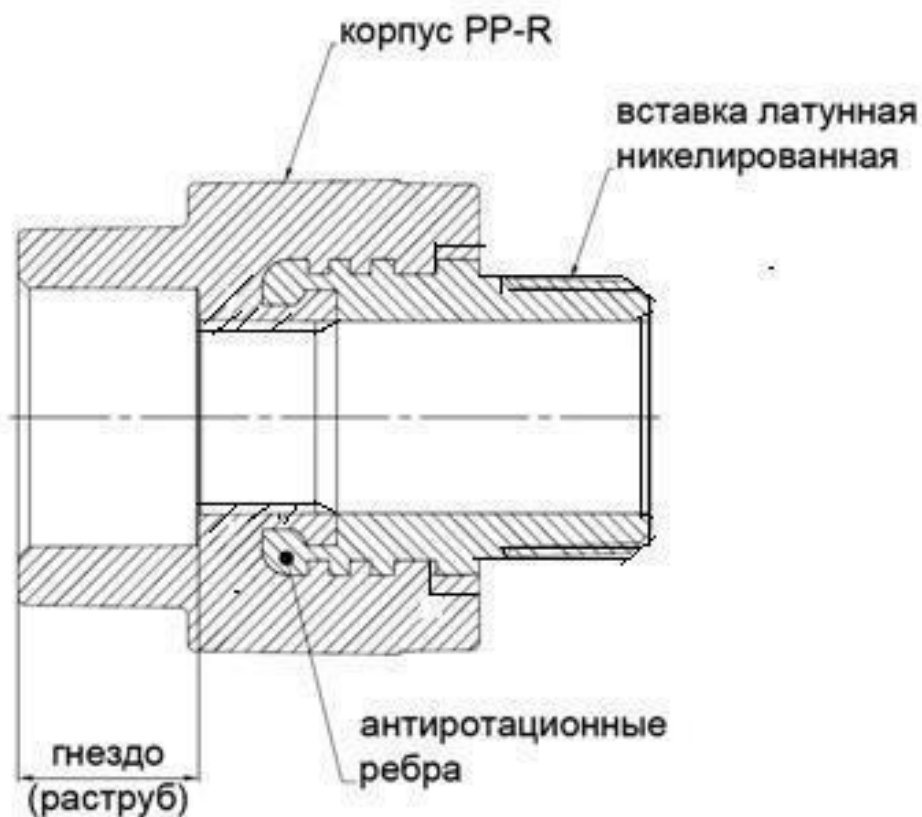 корпус PP-R
вставка латунная
никелированная
антиротационные
ребра
гнездо
(раструб)